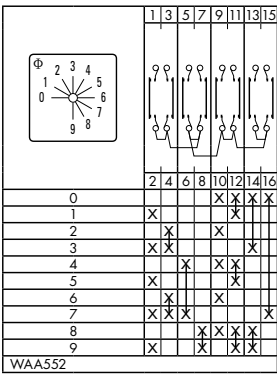 1 3 5 7 9 11 13 15
Φ
3
2 4
1 5
0 6
7
8
9
2 4 6 8 10 12 14 16
0 X X X X
1 X X
2 X X
3 X X X
4 X X X
5 X X
6 X X
7 X X X X
8 X X X X
9 X X X X
WAA552